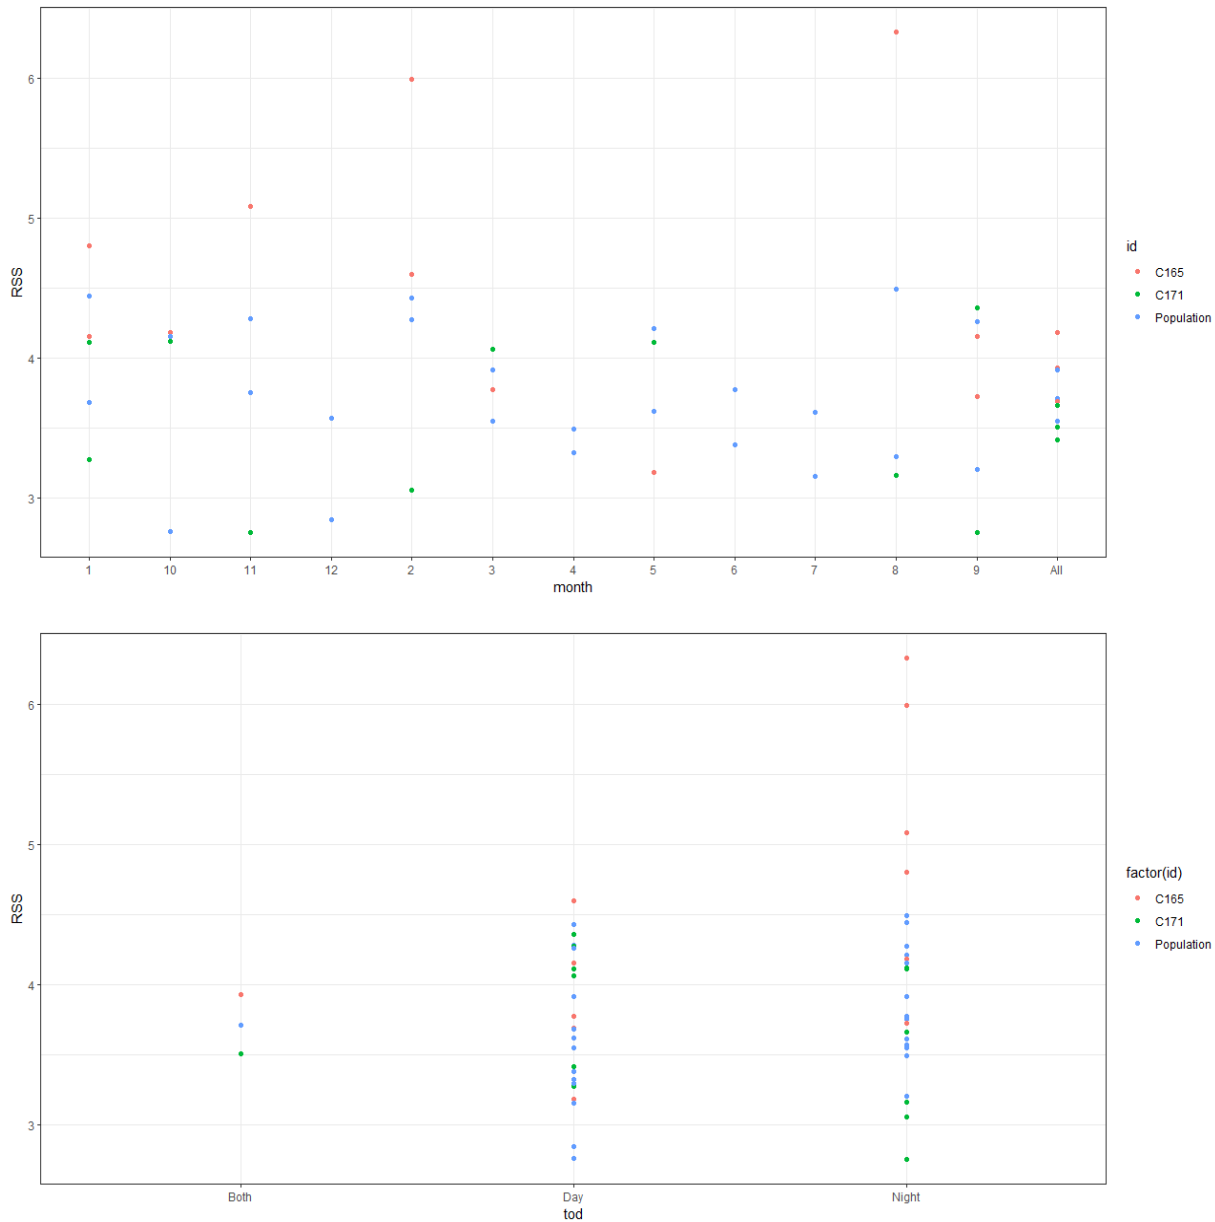 6
5
4
3
RSS
1 10 11 12 2 3 4 5 6 7 8 9 All
month
id
C165
C171
Population
6
5
4
3
RSS
Both Day Night
tod
factor(id)
C165
C171
Population